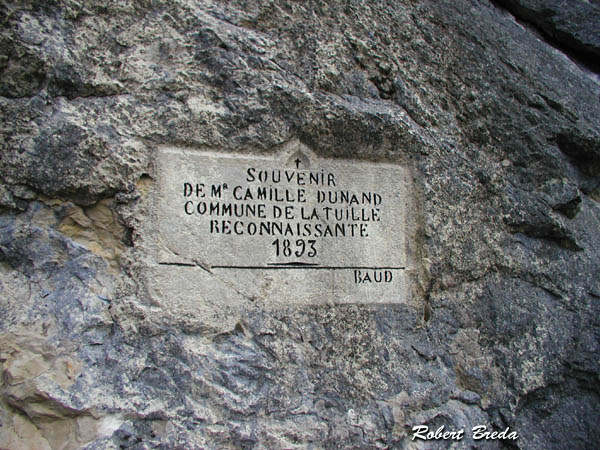 SOUVENIR
DE Mᴿ CAMILLE DUNAND
COMMUNE DE LA TUILLE
RECONNAISSANTE
1893
BAUD
Robert Breda